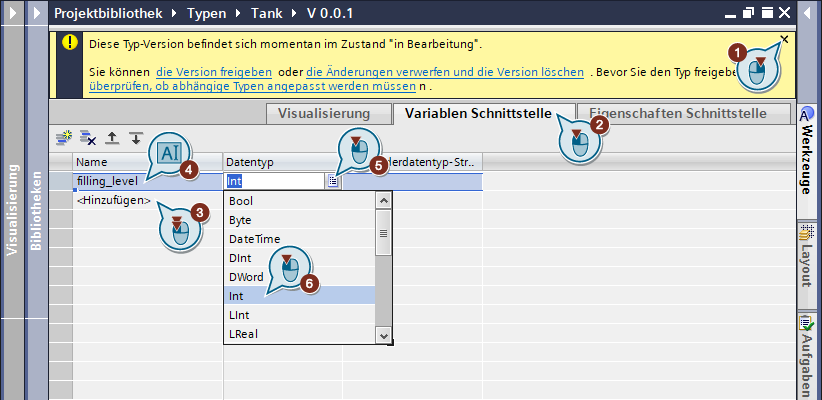 Projektbibliothek ▸ Typen ▸ Tank ▸ V 0.0.1
Diese Typ-Version befindet sich momentan im Zustand "in Bearbeitung".
1
Sie können die Version freigeben oder die Änderungen verwerfen und die Version löschen . Bevor Sie den Typ freigebe
überprüfen, ob abhängige Typen angepasst werden müssen n .
Visualisierung
Variablen Schnittstelle
Eigenschaften Schnittstelle
2
Name
Datentyp
derdatentyp-Str..
AI
4
5
filling_level
Int
<Hinzufügen>
3
Bool
Byte
DateTime
DInt
DWord
6
Int
LInt
LReal
Visualisierung
Bibliotheken
Werkzeuge
Layout
Aufgaben